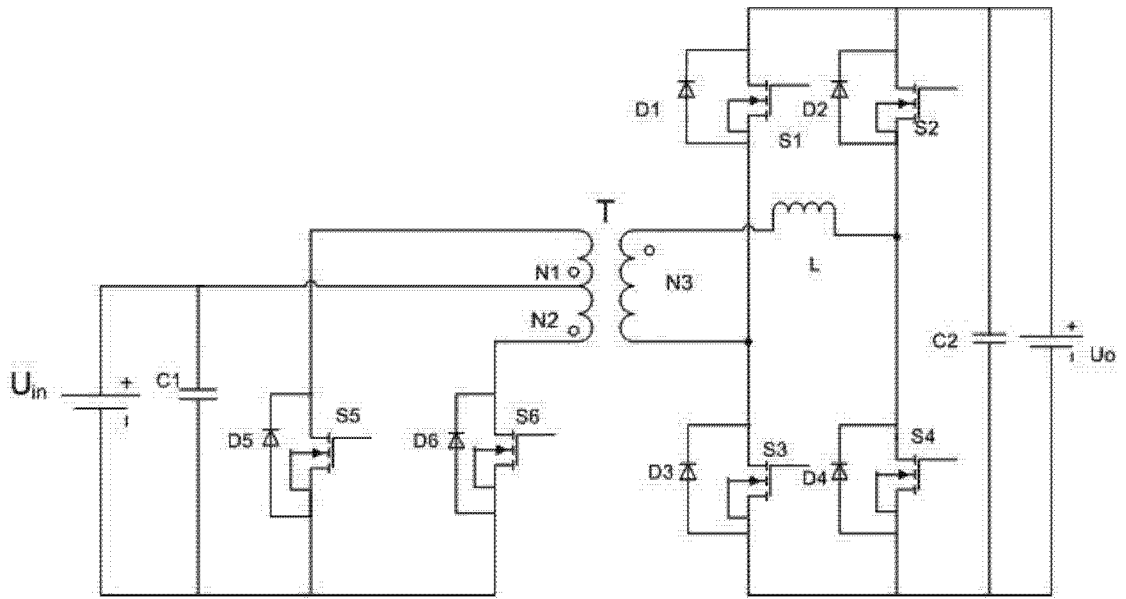 D1
S1
D2
S2
T
N1
N2
N3
L
Uin
+
-
C1
D5
S5
D6
S6
D3
S3
D4
S4
C2
+
-
Uo